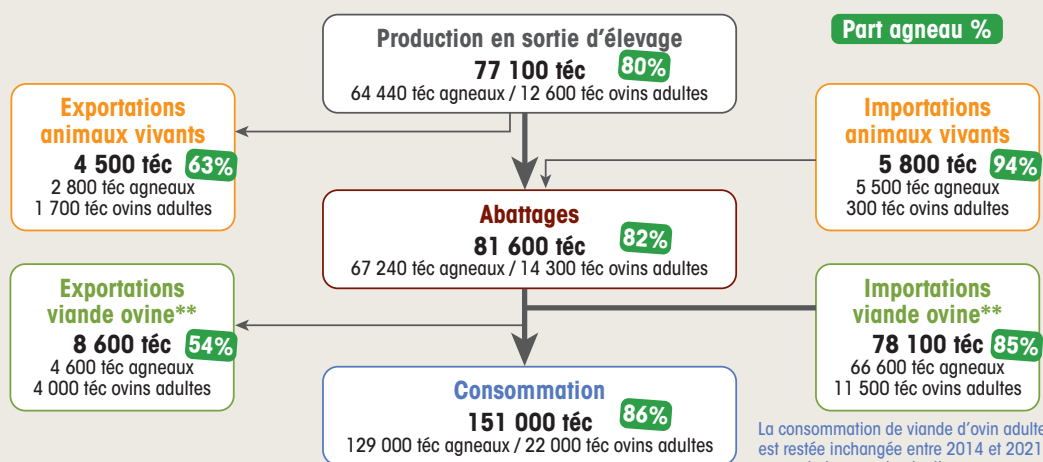 Part agneau %
Production en sortie d'élevage
77 100 téc 80%
64 440 téc agneaux / 12 600 téc ovins adultes
Exportations
animaux vivants
4 500 téc 63%
2 800 téc agneaux
1 700 téc ovins adultes
Importations
animaux vivants
5 800 téc 94%
5 500 téc agneaux
300 téc ovins adultes
Abattages
81 600 téc 82%
67 240 téc agneaux / 14 300 téc ovins adultes
Exportations
viande ovine**
8 600 téc 54%
4 600 téc agneaux
4 000 téc ovins adultes
Importations
viande ovine**
78 100 téc 85%
66 600 téc agneaux
11 500 téc ovins adultes
Consommation
151 000 téc 86%
129 000 téc agneaux / 22 000 téc ovins adultes
La consommation de viande d'ovin adulte
est restée inchangée entre 2014 et 2021